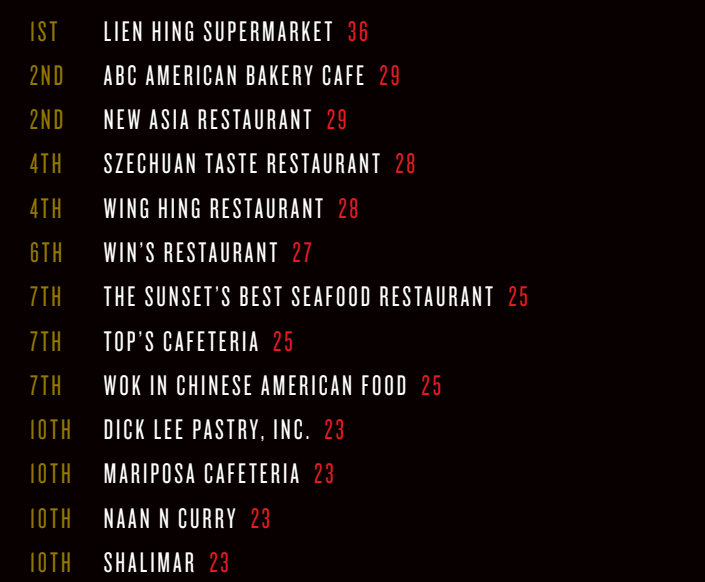 1ST LIEN HING SUPERMARKET 36
2ND ABC AMERICAN BAKERY CAFE 29
2ND NEW ASIA RESTAURANT 29
4TH SZECHUAN TASTE RESTAURANT 28
4TH WING HING RESTAURANT 28
6TH WIN'S RESTAURANT 27
7TH THE SUNSET'S BEST SEAFOOD RESTAURANT 25
7TH TOP'S CAFETERIA 25
7TH WOK IN CHINESE AMERICAN FOOD 25
10TH DICK LEE PASTRY, INC. 23
10TH MARIPOSA CAFETERIA 23
10TH NAAN N CURRY 23
10TH SHALIMAR 23